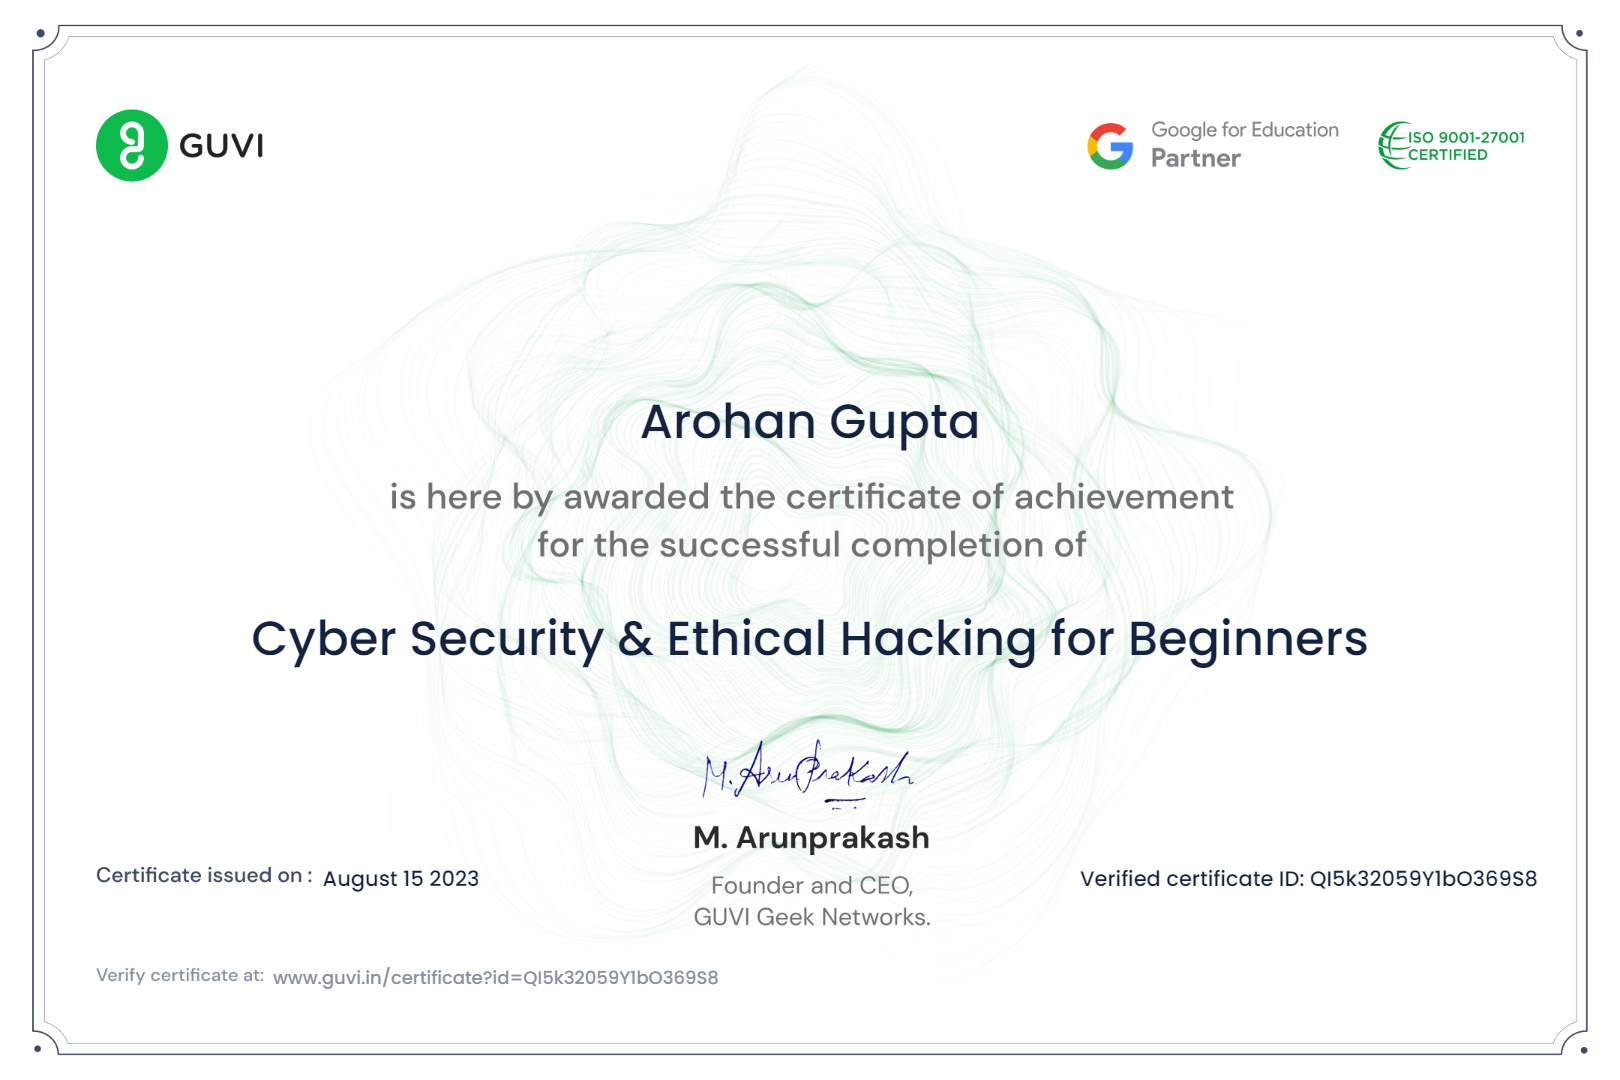 GUVI
Google for Education
Partner
ISO 9001-27001
CERTIFIED
Arohan Gupta
is here by awarded the certificate of achievement
for the successful completion of
Cyber Security & Ethical Hacking for Beginners
M. Arunprakash
M. Arunprakash
Founder and CEO,
GUVI Geek Networks.
Certificate issued on : August 15 2023
Verified certificate ID: QI5k32059Y1bO369S8
Verify certificate at: www.guvi.in/certificate?id=QI5k32059Y1bO369S8